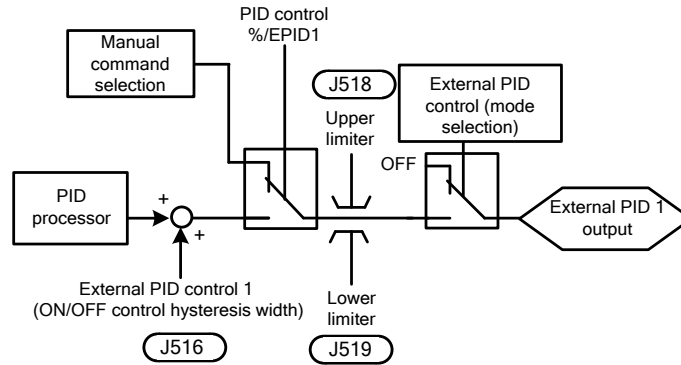 PID control
%/EPID1
Manual
command
selection
J518
Upper
limiter
External PID
control (mode
selection)
OFF
PID
processor
+
+
External PID 1
output
External PID control 1
(ON/OFF control hysteresis width)
J516
Lower
limiter
J519